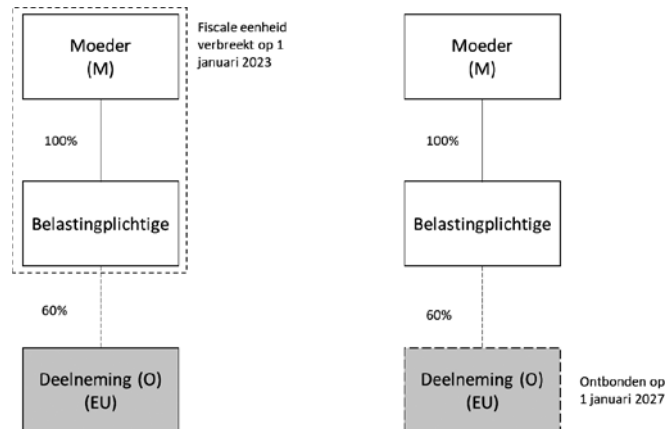 Moeder
(M)
Fiscale eenheid
verbreekt op 1
januari 2023
100%
Belastingplichtige
60%
Deelneming (O)
(EU)
Moeder
(M)
100%
Belastingplichtige
60%
Deelneming (O)
(EU)
Ontbonden op
1 januari 2027